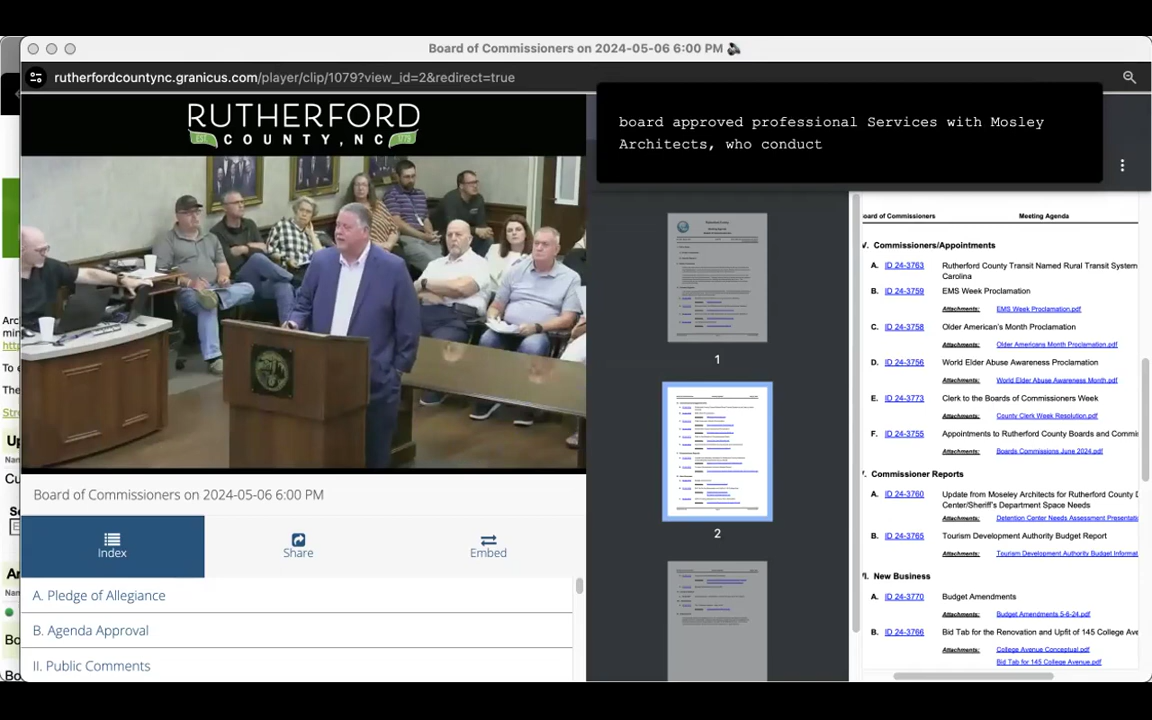 Board of Commissioners on 2024-05-06 6:00 PM
rutherfordcountync.granicus.com/player/clip/1079?view_id=2&redirect=true
RUTHERFORD
COUNTY, NC
board approved professional Services with Mosley
Architects, who conduct
Board of Commissioners on 2024-05-06 6:00 PM
Index
Share
Embed
A. Pledge of Allegiance
B. Agenda Approval
II. Public Comments
1
2
oard of Commissioners Meeting Agenda
V. Commissioners/Appointments
A. ID 24-3763 Rutherford County Transit Named Rural Transit System
Carolina
B. ID 24-3759 EMS Week Proclamation
Attachments: EMS Week Proclamation.pdf
C. ID 24-3758 Older American's Month Proclamation
Attachments: Older Americans Month Proclamation.pdf
D. ID 24-3756 World Elder Abuse Awareness Proclamation
Attachments: World Elder Abuse Awareness Month.pdf
E. ID 24-3773 Clerk to the Boards of Commissioners Week
Attachments: County Clerk Week Resolution.pdf
F. ID 24-3755 Appointments to Rutherford County Boards and Commi
Attachments: Boards Commissions June 2024.pdf
. Commissioner Reports
A. ID 24-3760 Update from Moseley Architects for Rutherford County D
Center/Sheriff's Department Space Needs
Attachments: Detention Center Needs Assessment Presentati
B. ID 24-3765 Tourism Development Authority Budget Report
Attachments: Tourism Development Authority Budget Informat
I. New Business
A. ID 24-3770 Budget Amendments
Attachments: Budget Amendments 5-6-24.pdf
B. ID 24-3766 Bid Tab for the Renovation and Upfit of 145 College Ave
Attachments: College Avenue Conceptual.pdf
Bid Tab for 145 College Avenue.pdf